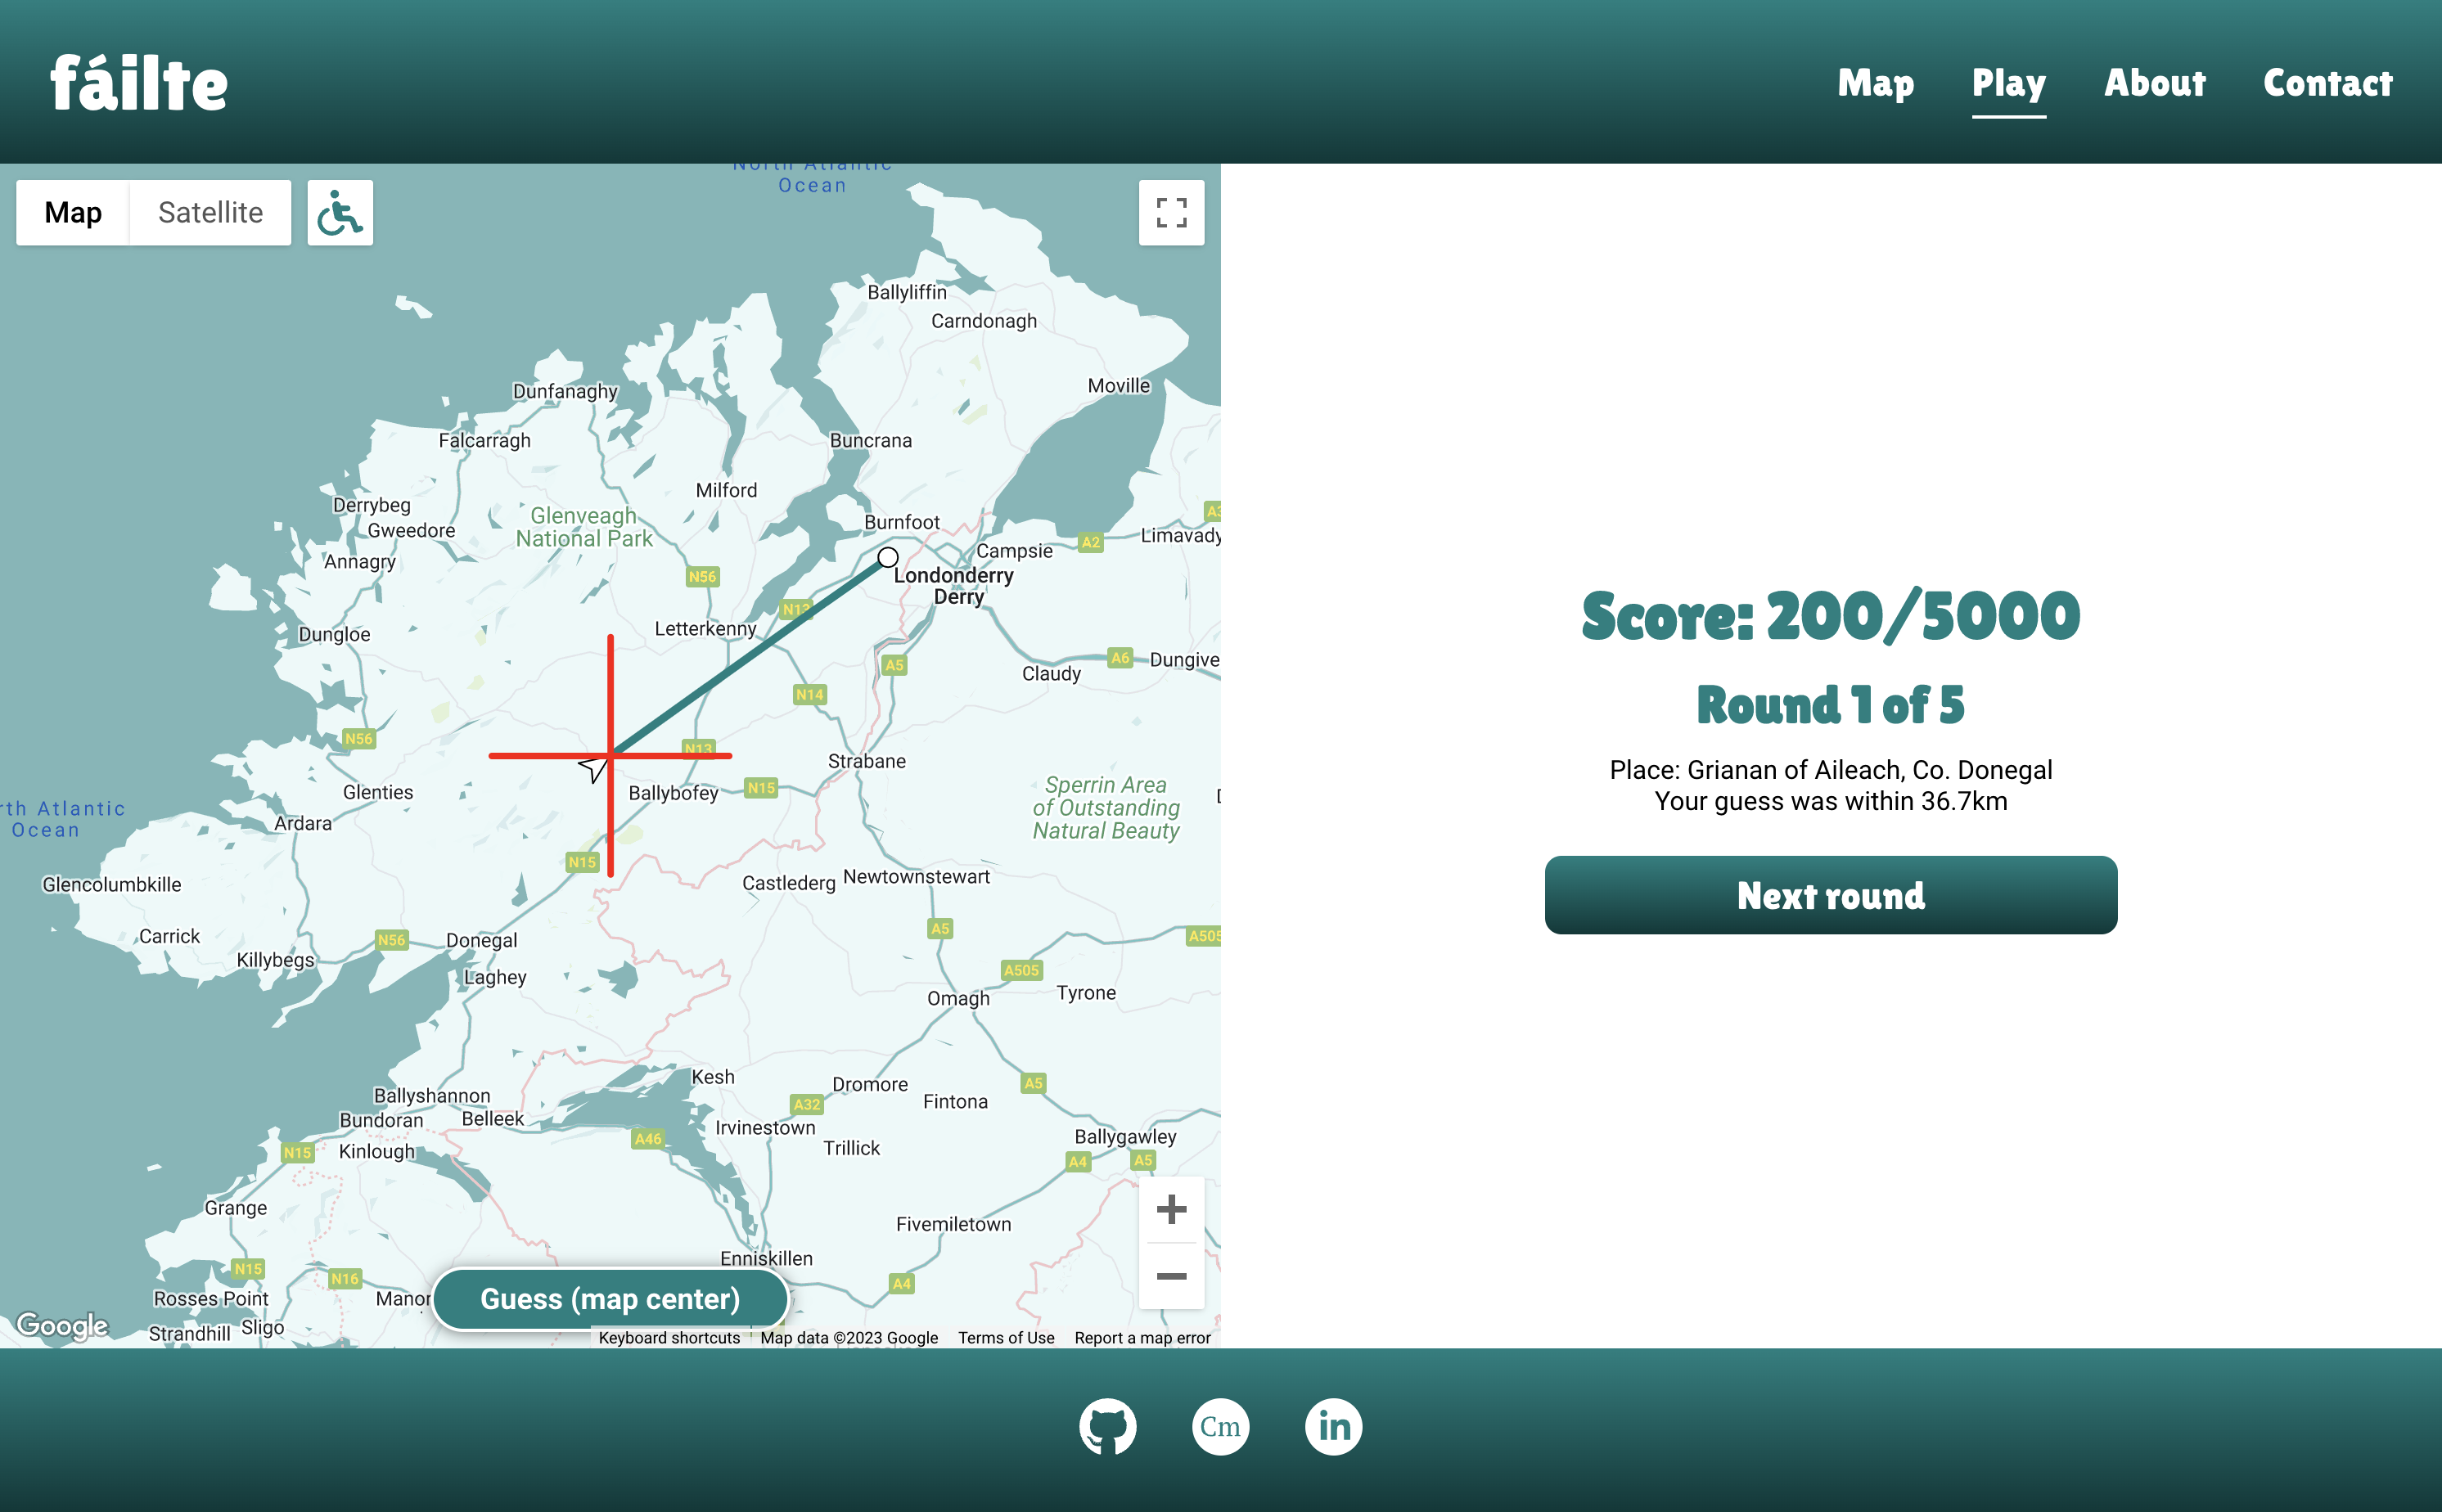 fáilte
Map
Play
About
Contact
North Atlantic
Ocean
Map
Satellite
Ballyliffin
Carndonagh
Moville
Dunfanaghy
Falcarragh
Buncrana
Milford
Derrybeg
Gweedore
Glenveagh
National Park
Burnfoot
A2
Limavady
Annagry
Campsie
N56
Londonderry
Derry
N13
Dungloe
Letterkenny
A5
A6
Dungive
Claudy
N14
N56
N13
Strabane
Glenties
Ballybofey
N15
Sperrin Area
of Outstanding
Natural Beauty
rth Atlantic
Ocean
Ardara
N15
Glencolumbkille
Castlederg
Newtownstewart
Carrick
N56
Donegal
A5
A505
Killybegs
Laghey
A505
Omagh
Tyrone
Kesh
Dromore
A5
Ballyshannon
Bundoran
Belleek
A32
Fintona
Irvinestown
A46
Trillick
Ballygawley
N15
Kinlough
A4
A5
Grange
Fivemiletown
Enniskillen
N15
N16
A4
Rosses Point
Manor
Strandhill
Sligo
Guess (map center)
Google
Keyboard shortcuts
Map data ©2023 Google
Terms of Use
Report a map error
Score: 200/5000
Round 1 of 5
Place: Grianan of Aileach, Co. Donegal
Your guess was within 36.7km
Next round
Cm
in